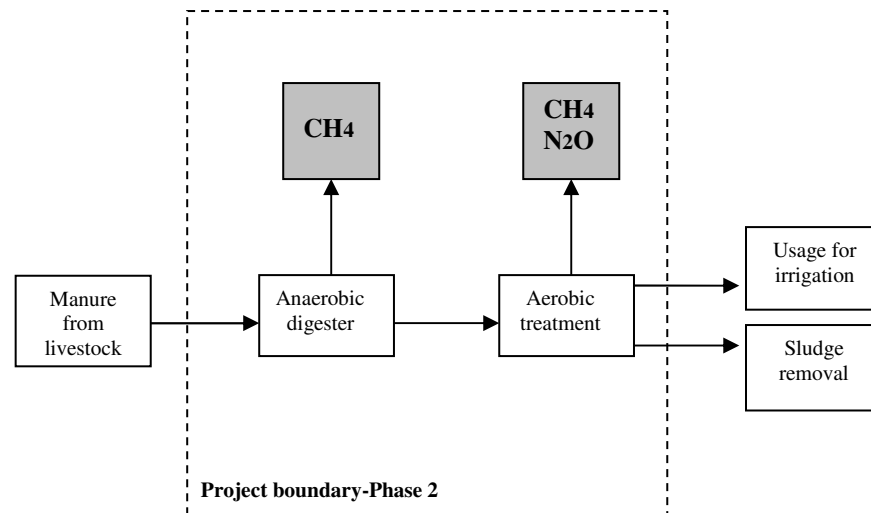 CH4
CH4
N2O
Usage for
irrigation
Manure
from
livestock
Anaerobic
digester
Aerobic
treatment
Sludge
removal
Project boundary-Phase 2